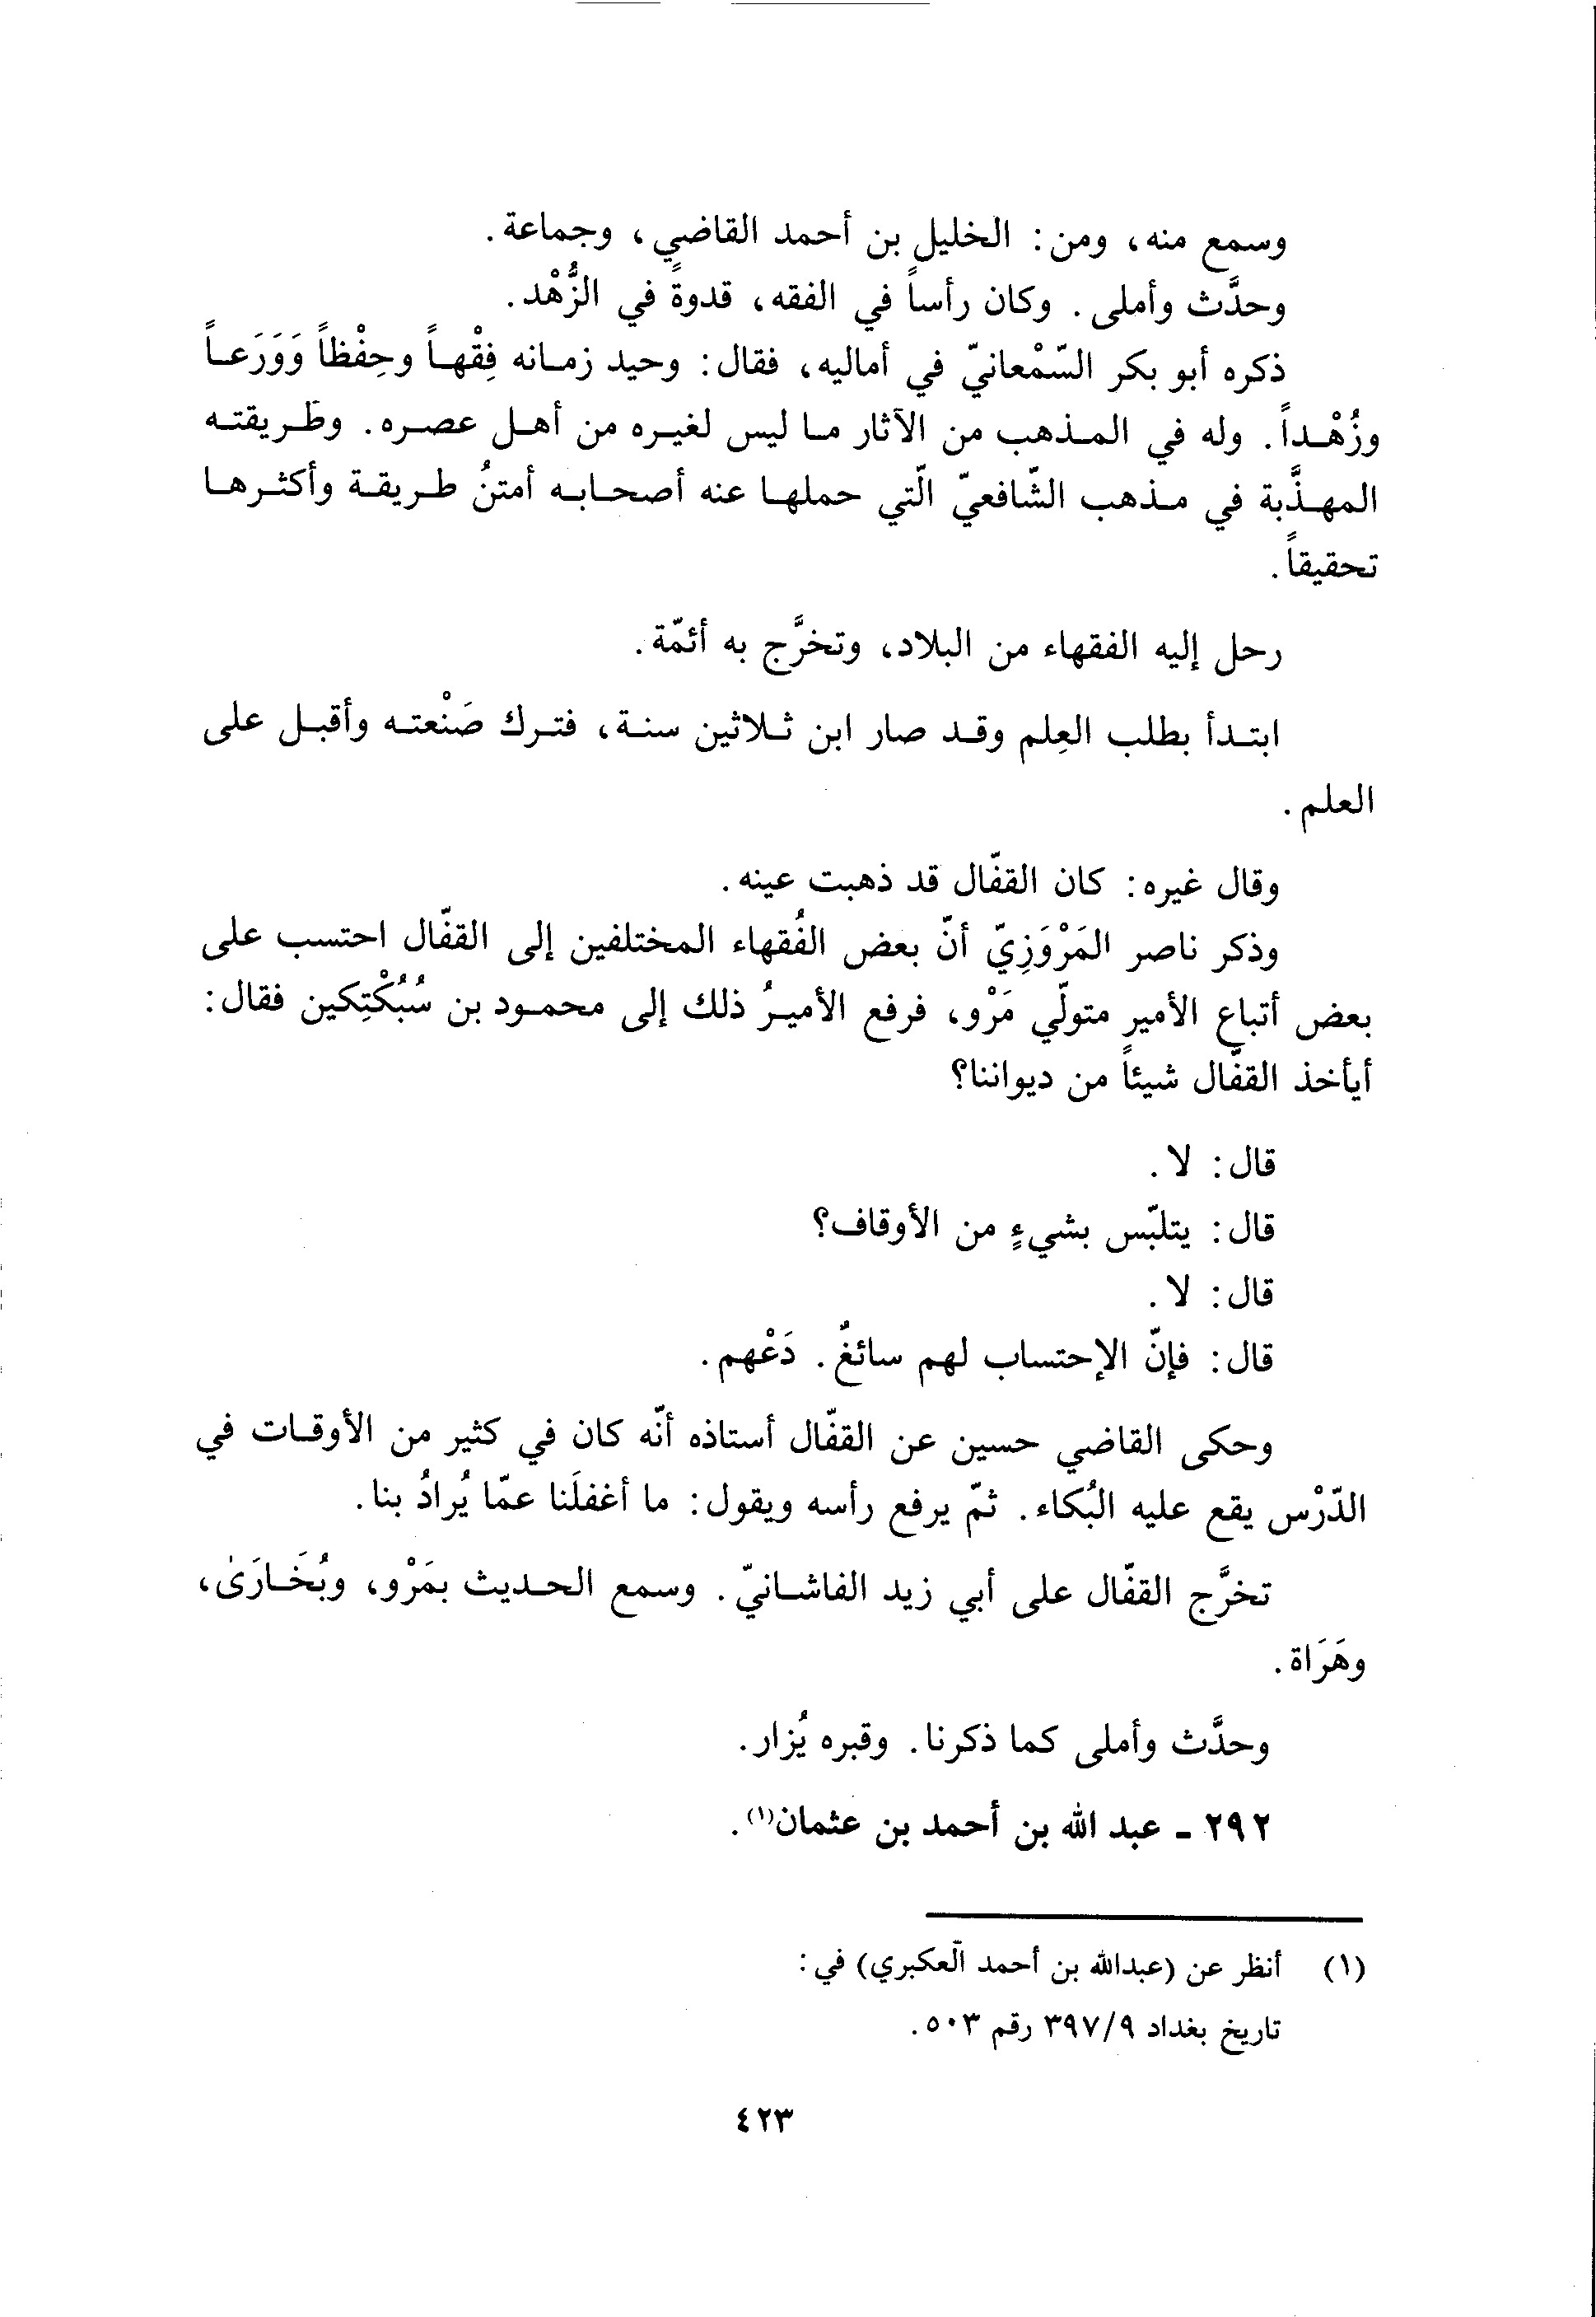 وسمع منه، ومن: الخليل بن أحمد القاضي، وجماعة.
وحدَّث وأملى. وكان رأساً في الفقه، قدوةً في الزُّهْد.
ذكره أبو بكر السّمْعانيّ في أماليه، فقال: وحيد زمانه فِقْهاً وحِفْظاً وَوَرَعاً
وزُهْداً. وله في المذهب من الآثار ما ليس لغيره من أهل عصره. وطَريقته
المهذَّبة في مذهب الشّافعيّ الّتي حملها عنه أصحابه أمتنُ طريقة وأكثرها
تحقيقاً.
رحل إليه الفقهاء من البلاد، وتخرَّج به أئمّة.
ابتدأ بطلب العِلم وقد صار ابن ثلاثين سنة، فترك صَنْعته وأقبل على
العلم.
وقال غيره: كان القفّال قد ذهبت عينه.
وذكر ناصر المَرْوَزِيّ أنّ بعض الفُقهاء المختلفين إلى القفّال احتسب على
بعض أتباع الأمير متولّي مَرْو، فرفع الأميرُ ذلك إلى محمود بن سُبُكْتِكين فقال:
أيأخذ القفّال شيئاً من ديواننا؟
قال: لا.
قال: يتلبّس بشيءٍ من الأوقاف؟
قال: لا.
قال: فإنّ الإحتساب لهم سائغٌ. دَعْهم.
وحكى القاضي حسين عن القفّال أستاذه أنّه كان في كثير من الأوقات في
الدّرْس يقع عليه البُكاء. ثمّ يرفع رأسه ويقول: ما أغفلَنا عمّا يُرادُ بنا.
تخرَّج القفّال على أبي زيد الفاشانيّ. وسمع الحديث بمَرْو، وبُخَارَىٰ،
وهَرَاة.
وحدَّث وأملى كما ذكرنا. وقبره يُزار.
٢٩٢ ـ عبد الله بن أحمد بن عثمان(١).
(١) أنظر عن (عبدالله بن أحمد العكبري) في:
تاريخ بغداد ٣٩٧/٩ رقم ٥٠٣.
٤٢٣